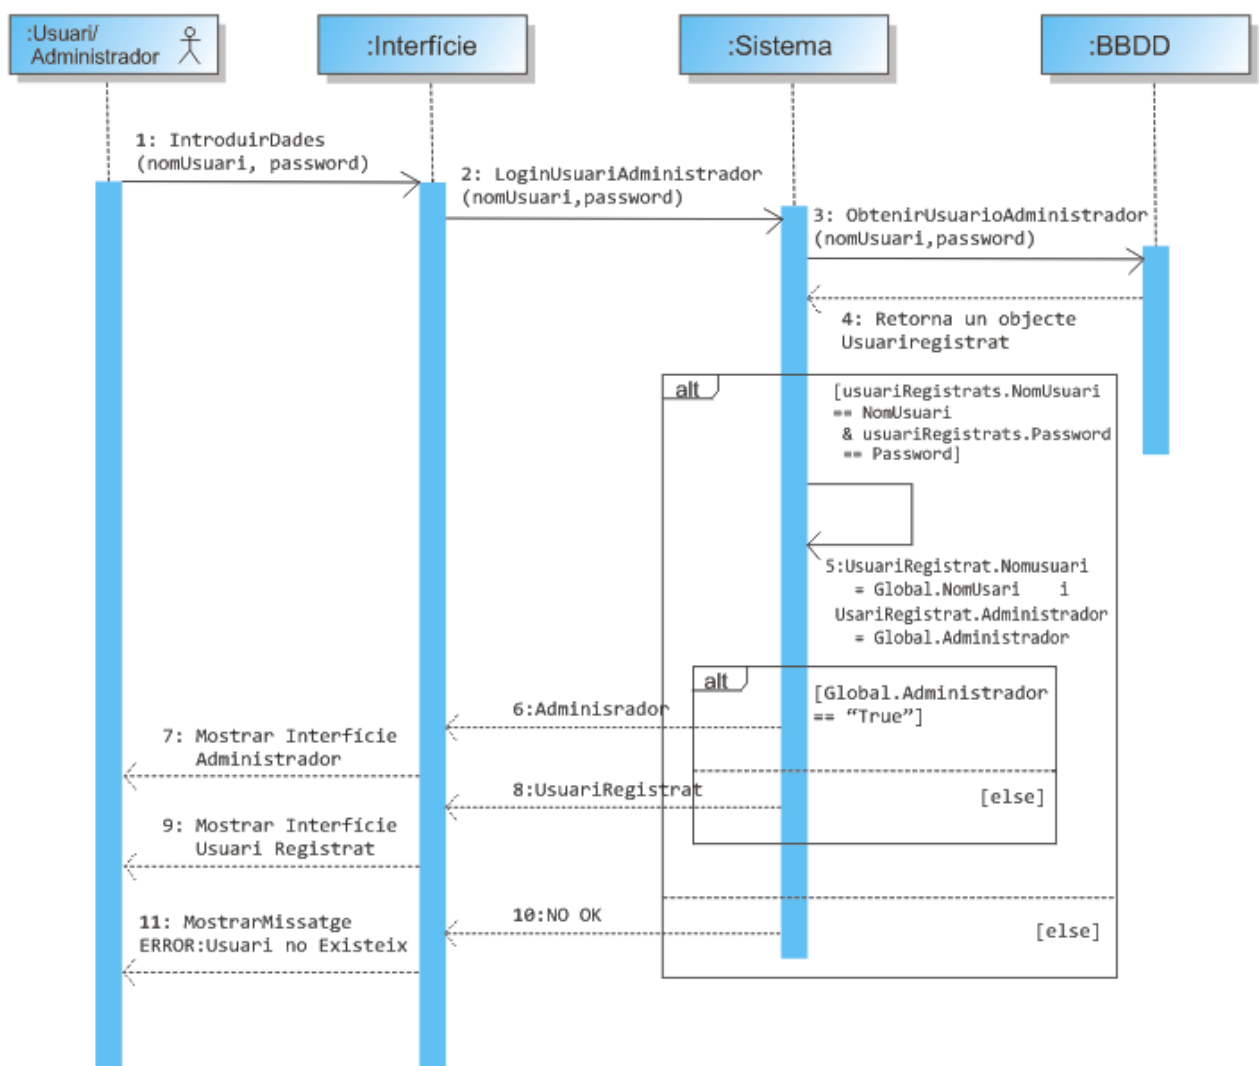 :Usuari/
Administrador
:Interfície
:Sistema
:BBDD
1: IntroduirDades
(nomUsuari, password)
2: LoginUsuariAdministrador
(nomUsuari,password)
3: ObtenirUsuarioAdministrador
(nomUsuari,password)
4: Retorna un objecte
Usuariregistrat
alt
[usuariRegistrats.NomUsuari
== NomUsuari
& usuariRegistrats.Password
== Password]
5:UsuariRegistrat.Nomusuari
= Global.NomUsari i
UsariRegistrat.Administrador
= Global.Administrador
alt
[Global.Administrador
== “True”]
6:Adminisrador
7: Mostrar Interfície
Administrador
8:UsuariRegistrat
[else]
9: Mostrar Interfície
Usuari Registrat
10:NO OK
[else]
11: MostrarMissatge
ERROR:Usuari no Existeix